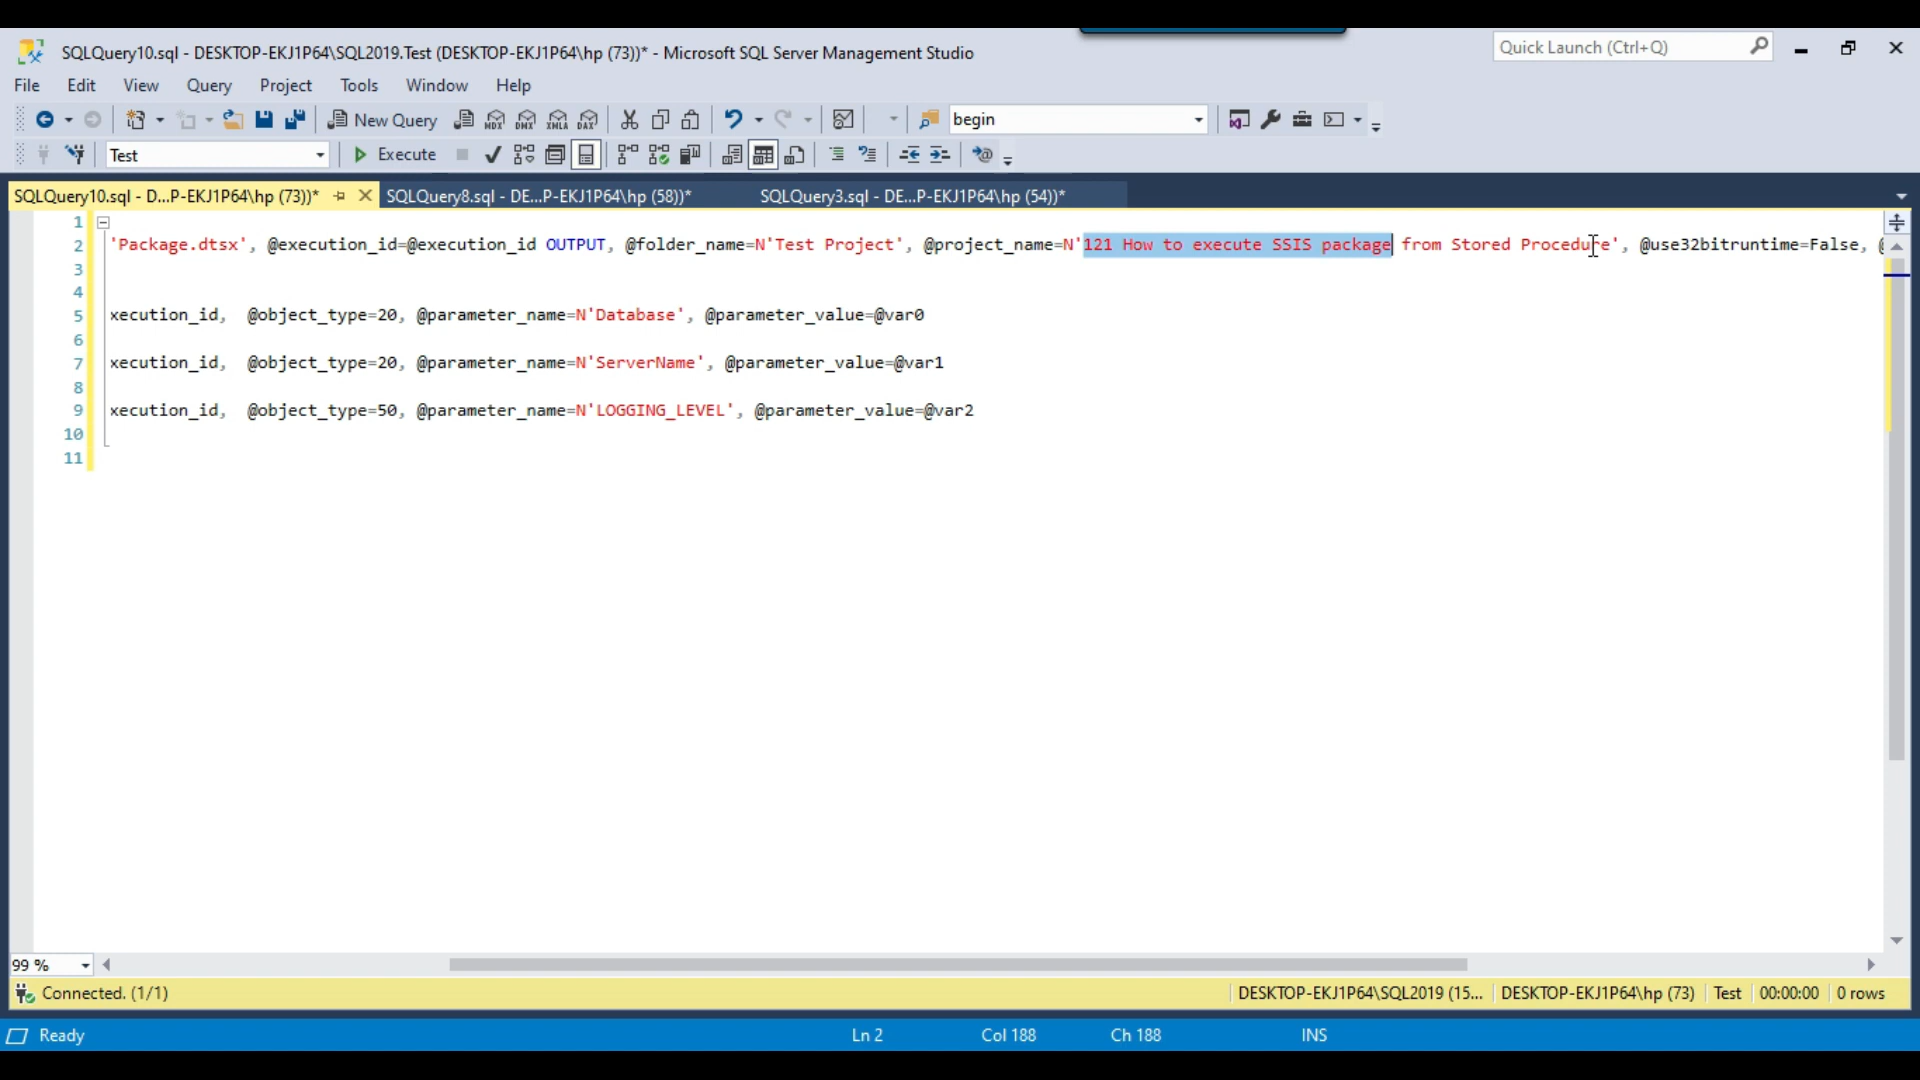 SQLQuery10.sql - DESKTOP-EKJ1P64\SQL2019.Test (DESKTOP-EKJ1P64\hp (73))* - Microsoft SQL Server Management Studio
Quick Launch (Ctrl+Q)
File Edit View Query Project Tools Window Help
New Query MDX DMX XMLA DAX begin
Test Execute
SQLQuery10.sql - D...P-EKJ1P64\hp (73))* SQLQuery8.sql - DE...P-EKJ1P64\hp (58))* SQLQuery3.sql - DE...P-EKJ1P64\hp (54))*
1
2 'Package.dtsx', @execution_id=@execution_id OUTPUT, @folder_name=N'Test Project', @project_name=N'121 How to execute SSIS package from Stored Procedure', @use32bitruntime=False, @
3
4
5 xecution_id, @object_type=20, @parameter_name=N'Database', @parameter_value=@var0
6
7 xecution_id, @object_type=20, @parameter_name=N'ServerName', @parameter_value=@var1
8
9 xecution_id, @object_type=50, @parameter_name=N'LOGGING_LEVEL', @parameter_value=@var2
10
11
99 %
Connected. (1/1) DESKTOP-EKJ1P64\SQL2019 (15... DESKTOP-EKJ1P64\hp (73) Test 00:00:00 0 rows
Ready Ln 2 Col 188 Ch 188 INS